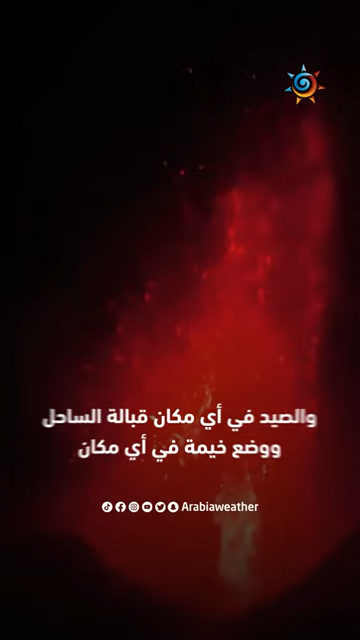 والصيد في أي مكان قبالة الساحل
ووضع خيمة في أي مكان
Arabiaweather